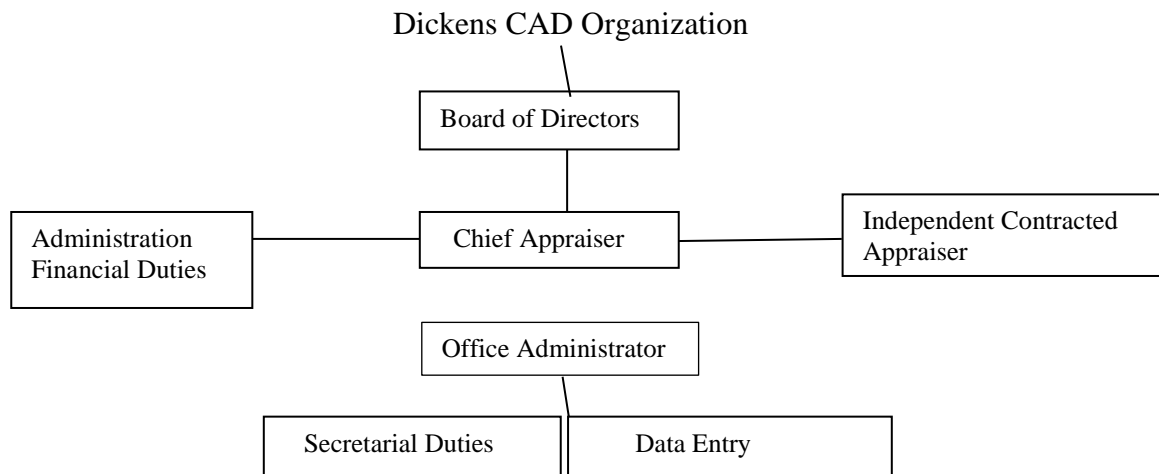 Dickens CAD Organization
Board of Directors
Administration
Financial Duties
Chief Appraiser
Independent Contracted
Appraiser
Office Administrator
Secretarial Duties
Data Entry